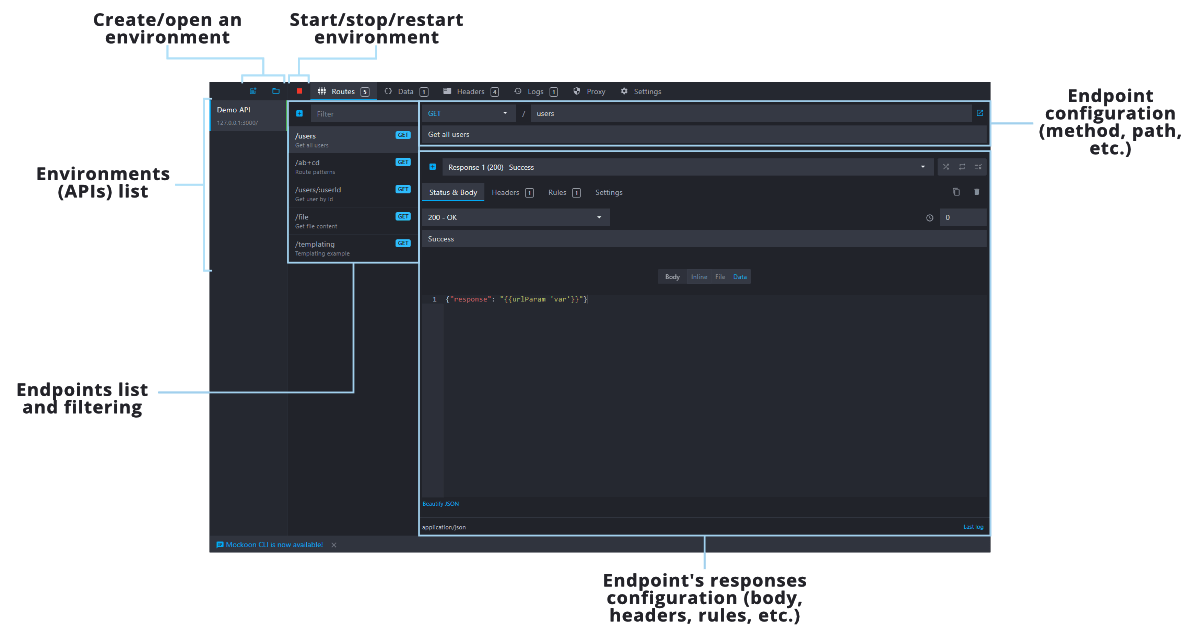 Create/open an
environment
Start/stop/restart
environment
Routes 5
Data 1
Headers 4
Logs 1
Proxy
Settings
Demo API
127.0.0.1:3000/
Filter
/users GET
Get all users
/ab+cd GET
Route patterns
/users/userId GET
Get user by id
/file GET
Get file content
/templating GET
Templating example
GET / users
Get all users
Response 1 (200) Success
Status & Body
Headers 1
Rules 1
Settings
200 - OK
0
Success
Body Inline File Data
1 {"response": "{{urlParam 'var'}}"}
Beautify JSON
application/json
Last log
Mockoon CLI is now available! ×
Environments
(APIs) list
Endpoints list
and filtering
Endpoint
configuration
(method, path,
etc.)
Endpoint's responses
configuration (body,
headers, rules, etc.)